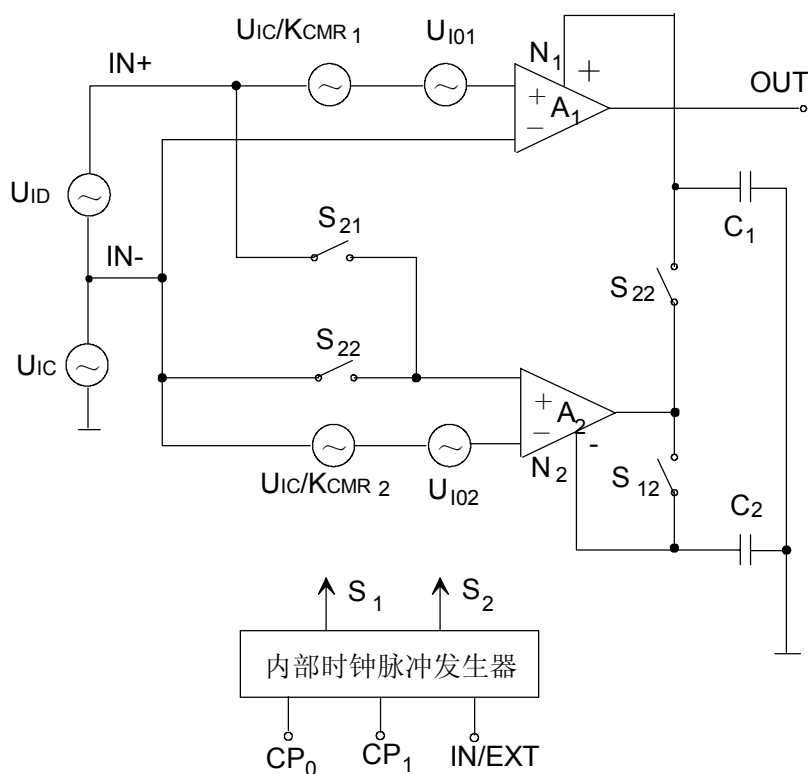 UIC/KCMR 1
UI01
N1
IN+
+
OUT
+
A1
−
UID
S21
C1
IN-
S22
S22
UIC
+
A2
−
-
N2
S12
UIC/KCMR 2
UI02
C2
S1
S2
内部时钟脉冲发生器
CP0
CP1
IN/EXT